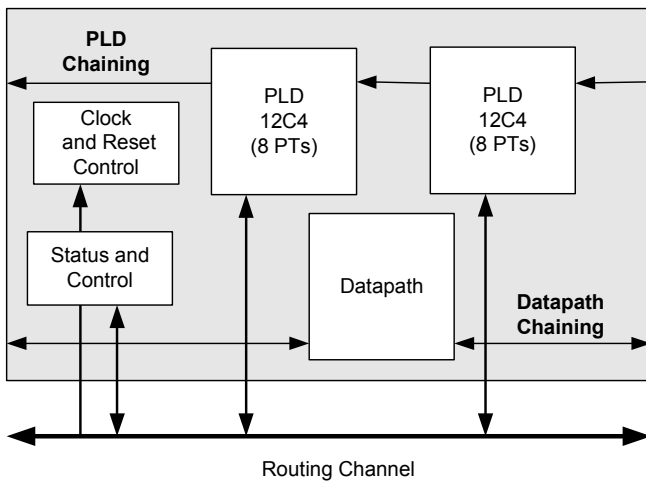 PLD
Chaining
PLD
12C4
(8 PTs)
PLD
12C4
(8 PTs)
Clock
and Reset
Control
Status and
Control
Datapath
Datapath
Chaining
Routing Channel